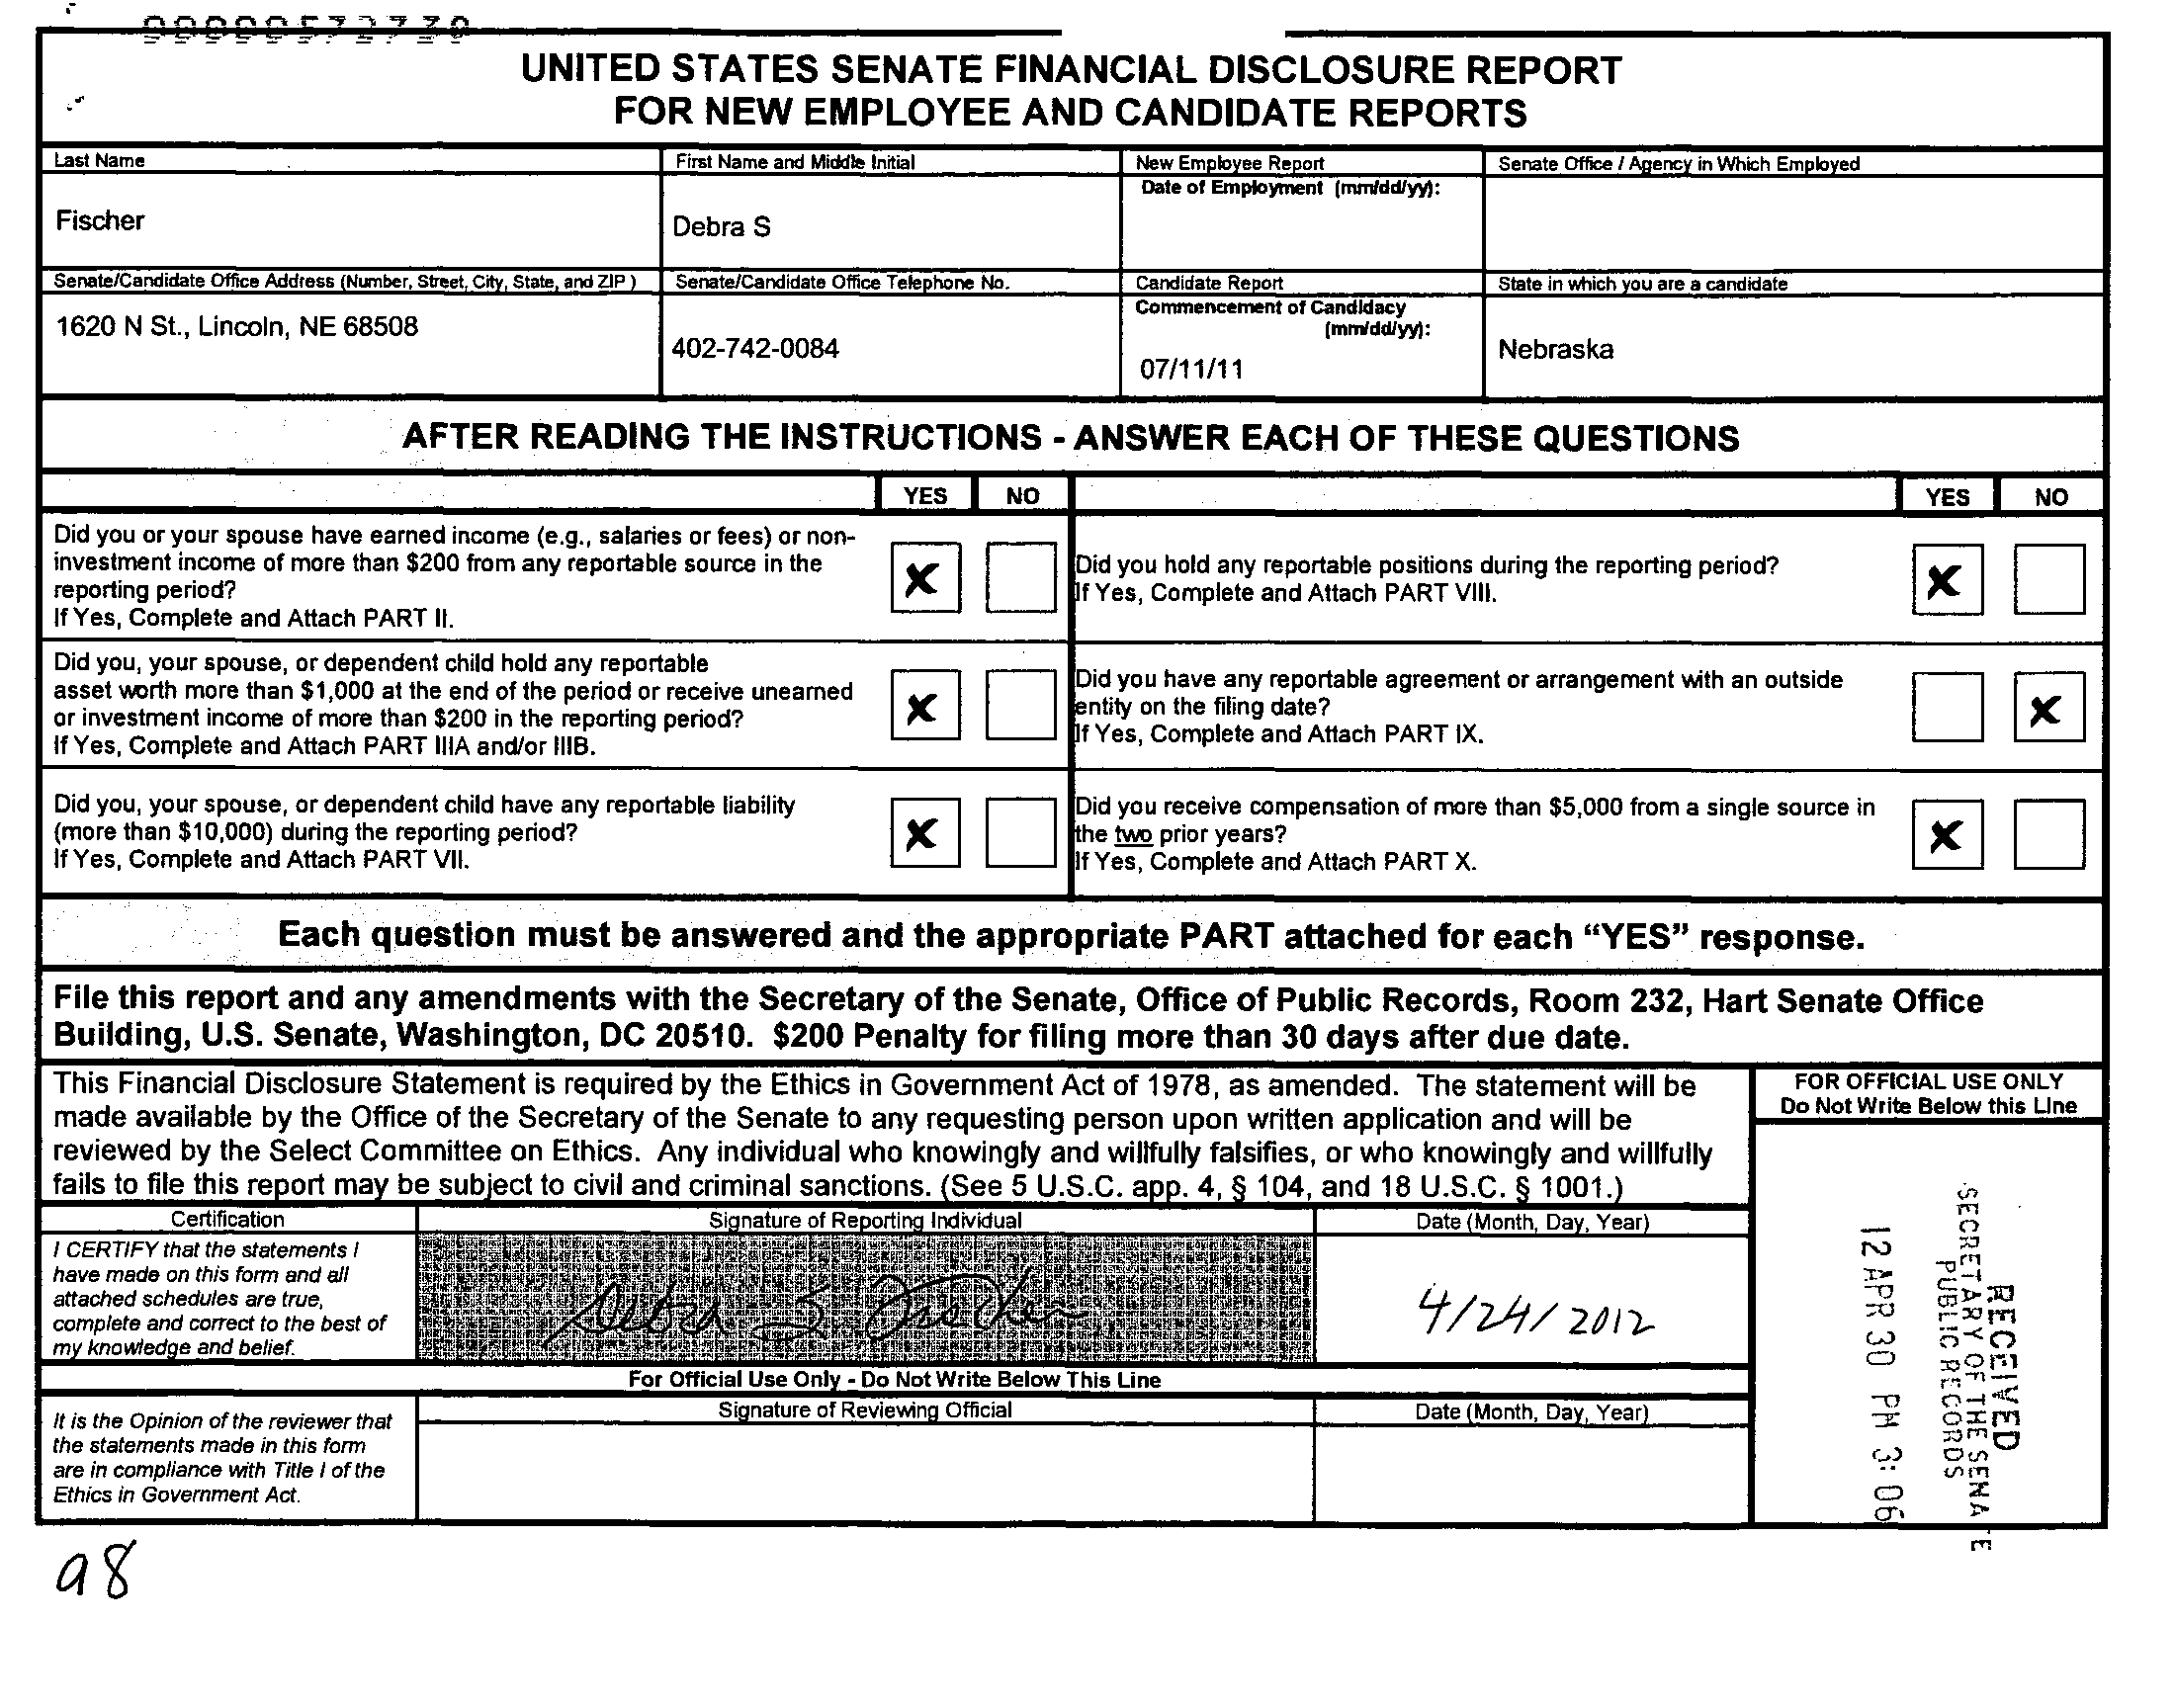 UNITED STATES SENATE FINANCIAL DISCLOSURE REPORT
FOR NEW EMPLOYEE AND CANDIDATE REPORTS
Last Name
First Name and Middle Initial
New Employee Report
Senate Office / Agency in Which Employed
Date of Employment (mm/dd/yy):
Fischer
Debra S
Senate/Candidate Office Address (Number, Street, City, State, and ZIP )
Senate/Candidate Office Telephone No.
Candidate Report
State in which you are a candidate
Commencement of Candidacy
(mm/dd/yy):
1620 N St., Lincoln, NE 68508
402-742-0084
07/11/11
Nebraska
AFTER READING THE INSTRUCTIONS - ANSWER EACH OF THESE QUESTIONS
YES NO
YES NO
Did you or your spouse have earned income (e.g., salaries or fees) or non-
investment income of more than $200 from any reportable source in the
reporting period?
If Yes, Complete and Attach PART II.
X
Did you hold any reportable positions during the reporting period?
If Yes, Complete and Attach PART VIII.
X
Did you, your spouse, or dependent child hold any reportable
asset worth more than $1,000 at the end of the period or receive unearned
or investment income of more than $200 in the reporting period?
If Yes, Complete and Attach PART IIIA and/or IIIB.
X
Did you have any reportable agreement or arrangement with an outside
entity on the filing date?
If Yes, Complete and Attach PART IX.
X
Did you, your spouse, or dependent child have any reportable liability
(more than $10,000) during the reporting period?
If Yes, Complete and Attach PART VII.
X
Did you receive compensation of more than $5,000 from a single source in
the two prior years?
If Yes, Complete and Attach PART X.
X
Each question must be answered and the appropriate PART attached for each “YES” response.
File this report and any amendments with the Secretary of the Senate, Office of Public Records, Room 232, Hart Senate Office
Building, U.S. Senate, Washington, DC 20510. $200 Penalty for filing more than 30 days after due date.
This Financial Disclosure Statement is required by the Ethics in Government Act of 1978, as amended. The statement will be
made available by the Office of the Secretary of the Senate to any requesting person upon written application and will be
reviewed by the Select Committee on Ethics. Any individual who knowingly and willfully falsifies, or who knowingly and willfully
fails to file this report may be subject to civil and criminal sanctions. (See 5 U.S.C. app. 4, § 104, and 18 U.S.C. § 1001.)
FOR OFFICIAL USE ONLY
Do Not Write Below this Line
Certification
Signature of Reporting Individual
Date (Month, Day, Year)
I CERTIFY that the statements I
have made on this form and all
attached schedules are true,
complete and correct to the best of
my knowledge and belief.
Debra S Fischer
4/24/2012
For Official Use Only - Do Not Write Below This Line
It is the Opinion of the reviewer that
the statements made in this form
are in compliance with Title I of the
Ethics in Government Act.
Signature of Reviewing Official
Date (Month, Day, Year)
RECEIVED
SECRETARY OF THE SENATE
PUBLIC RECORDS
12 APR 30 PM 3:06